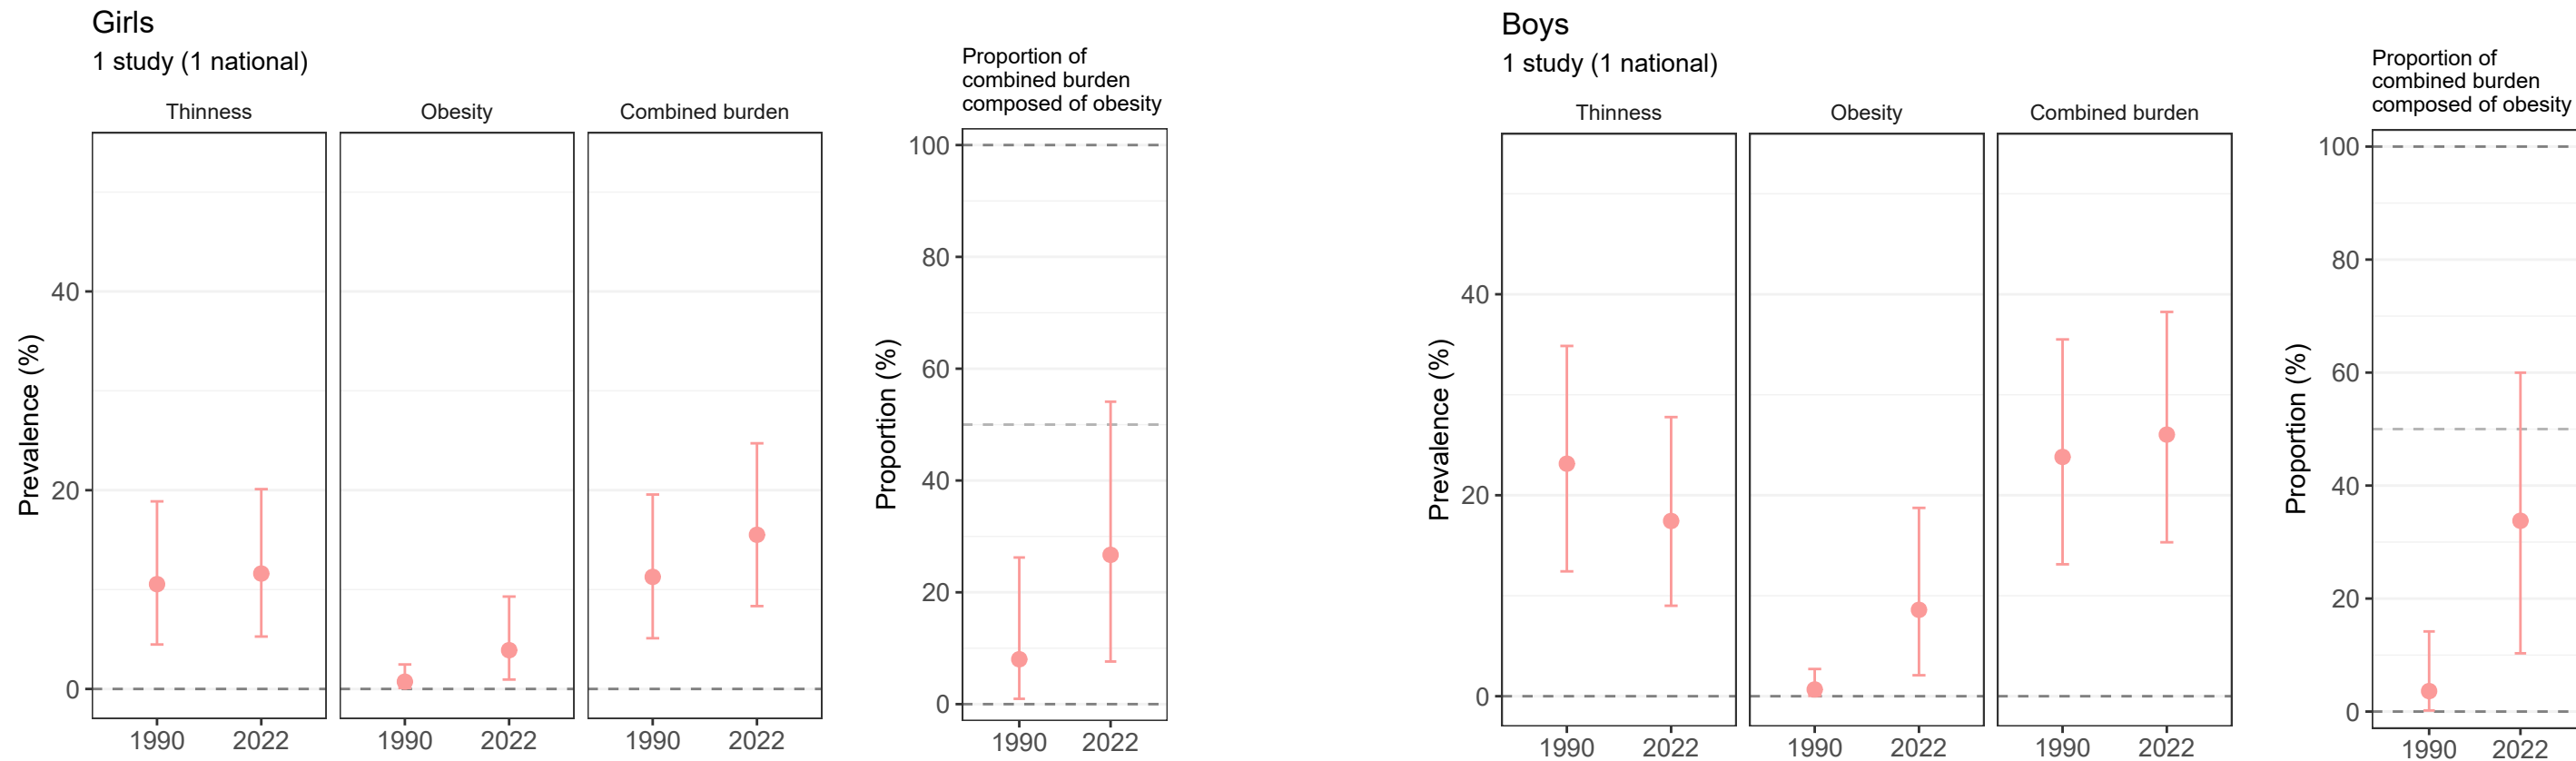 Girls
1 study (1 national)
Thinness
Obesity
Combined burden
Proportion of
combined burden
composed of obesity
Prevalence (%)
40
20
0
1990 2022
1990 2022
1990 2022
Proportion (%)
100
80
60
40
20
0
1990 2022
Boys
1 study (1 national)
Thinness
Obesity
Combined burden
Proportion of
combined burden
composed of obesity
Prevalence (%)
40
20
0
1990 2022
1990 2022
1990 2022
Proportion (%)
100
80
60
40
20
0
1990 2022